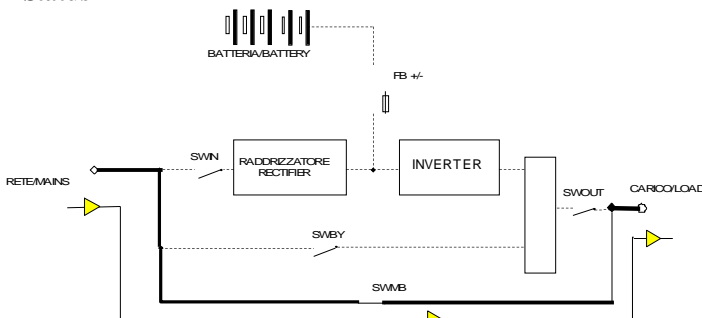 BATTERIA/BATTERY
FB +/-
SWIN
RADDRIZZATORE
RECTIFIER
INVERTER
RETE/MAINS
SWOUT
CARICO/LOAD
SWBY
SWMB